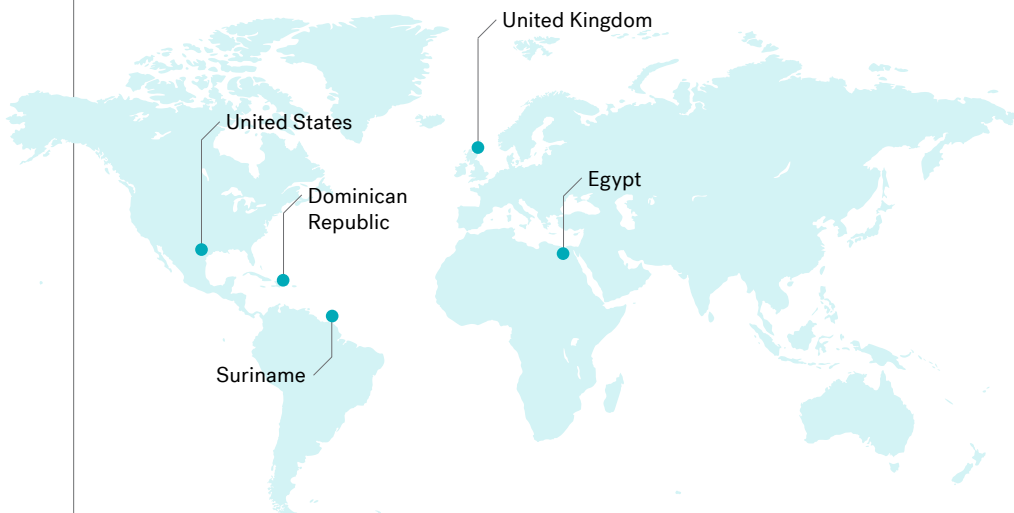 United Kingdom
United States
Egypt
Dominican
Republic
Suriname